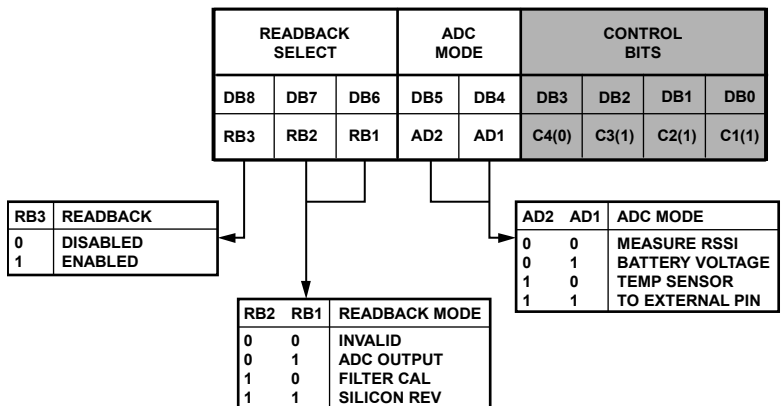 READBACK SELECT
ADC MODE
CONTROL BITS
DB8 DB7 DB6 DB5 DB4 DB3 DB2 DB1 DB0
RB3 RB2 RB1 AD2 AD1 C4(0) C3(1) C2(1) C1(1)
RB3 READBACK
0 DISABLED
1 ENABLED
AD2 AD1 ADC MODE
0 0 MEASURE RSSI
0 1 BATTERY VOLTAGE
1 0 TEMP SENSOR
1 1 TO EXTERNAL PIN
RB2 RB1 READBACK MODE
0 0 INVALID
0 1 ADC OUTPUT
1 0 FILTER CAL
1 1 SILICON REV